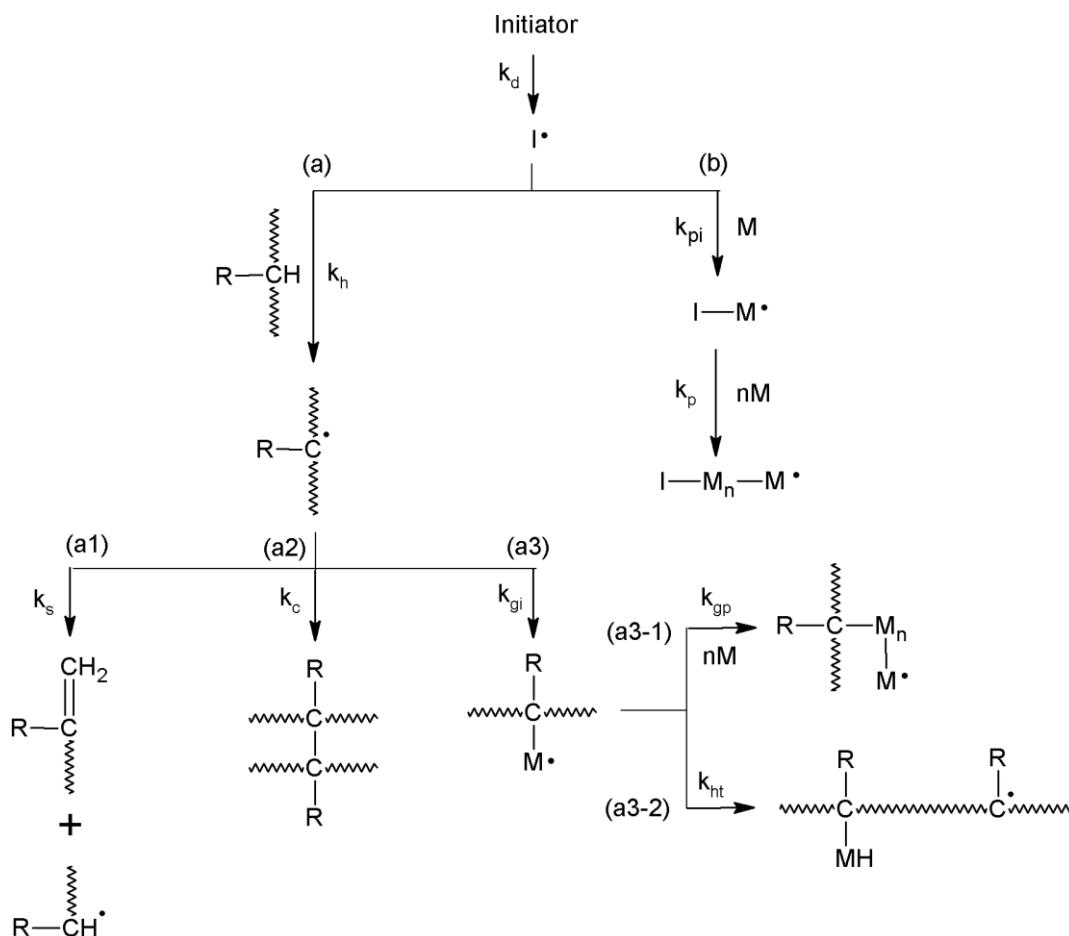 Initiator
k_d
I•
(a)
(b)
R—CH
k_h
k_pi M
I—M•
R—C•
k_p nM
I—M_n—M•
(a1)
(a2)
(a3)
k_s
k_c
k_gi
(a3-1)
k_gp
nM
R—C—M_n
M•
CH₂
R—C
R
C
C
R
R
C
M•
(a3-2)
k_ht
R
C
MH
R
C•
+
R—CH•